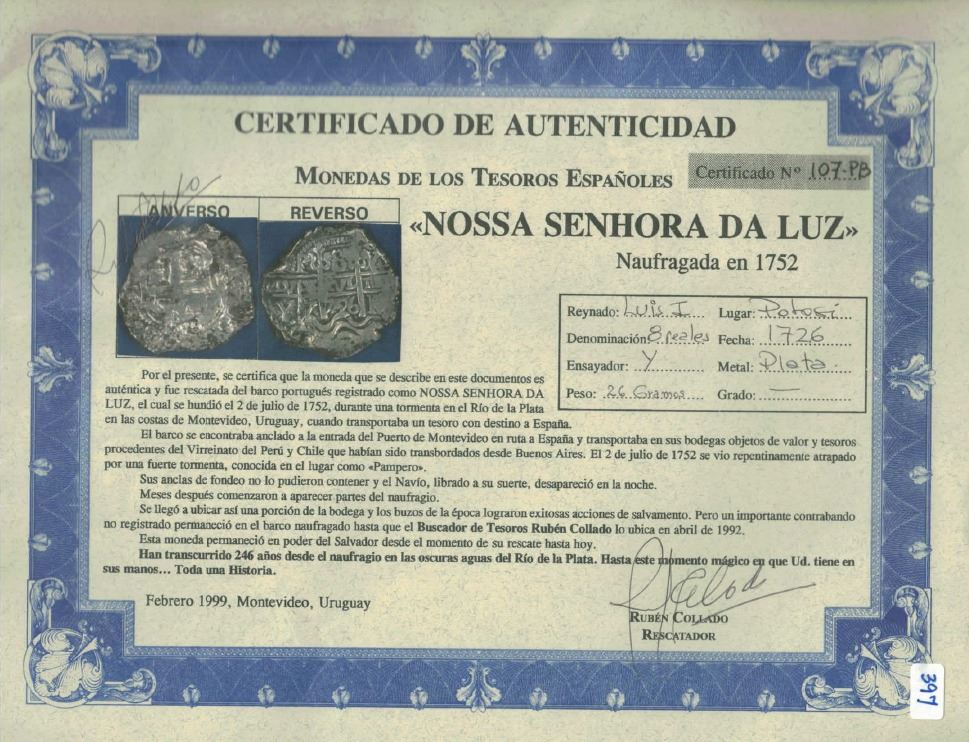 CERTIFICADO DE AUTENTICIDAD
MONEDAS DE LOS TESOROS ESPAÑOLES
Certificado Nº 107-PB
ANVERSO
REVERSO
«NOSSA SENHORA DA LUZ»
Naufragada en 1752
Reynado: Luis I Lugar: Potosí
Denominación 8 reales Fecha: 1726
Ensayador: Y Metal: Plata
Peso: 26 Gramos Grado: —
Por el presente, se certifica que la moneda que se describe en este documentos es
auténtica y fue rescatada del barco portugués registrado como NOSSA SENHORA DA
LUZ, el cual se hundió el 2 de julio de 1752, durante una tormenta en el Río de la Plata
en las costas de Montevideo, Uruguay, cuando transportaba un tesoro con destino a España.
El barco se encontraba anclado a la entrada del Puerto de Montevideo en ruta a España y transportaba en sus bodegas objetos de valor y tesoros
procedentes del Virreinato del Perú y Chile que habían sido transbordados desde Buenos Aires. El 2 de julio de 1752 se vio repentinamente atrapado
por una fuerte tormenta, conocida en el lugar como «Pampero».
Sus anclas de fondeo no lo pudieron contener y el Navío, librado a su suerte, desapareció en la noche.
Meses después comenzaron a aparecer partes del naufragio.
Se llegó a ubicar así una porción de la bodega y los buzos de la época lograron exitosas acciones de salvamento. Pero un importante contrabando
no registrado permaneció en el barco naufragado hasta que el Buscador de Tesoros Rubén Collado lo ubica en abril de 1992.
Esta moneda permaneció en poder del Salvador desde el momento de su rescate hasta hoy.
Han transcurrido 246 años desde el naufragio en las oscuras aguas del Río de la Plata. Hasta este momento mágico en que Ud. tiene en
sus manos... Toda una Historia.
Febrero 1999, Montevideo, Uruguay
RUBÉN COLLADO
RESCATADOR
397